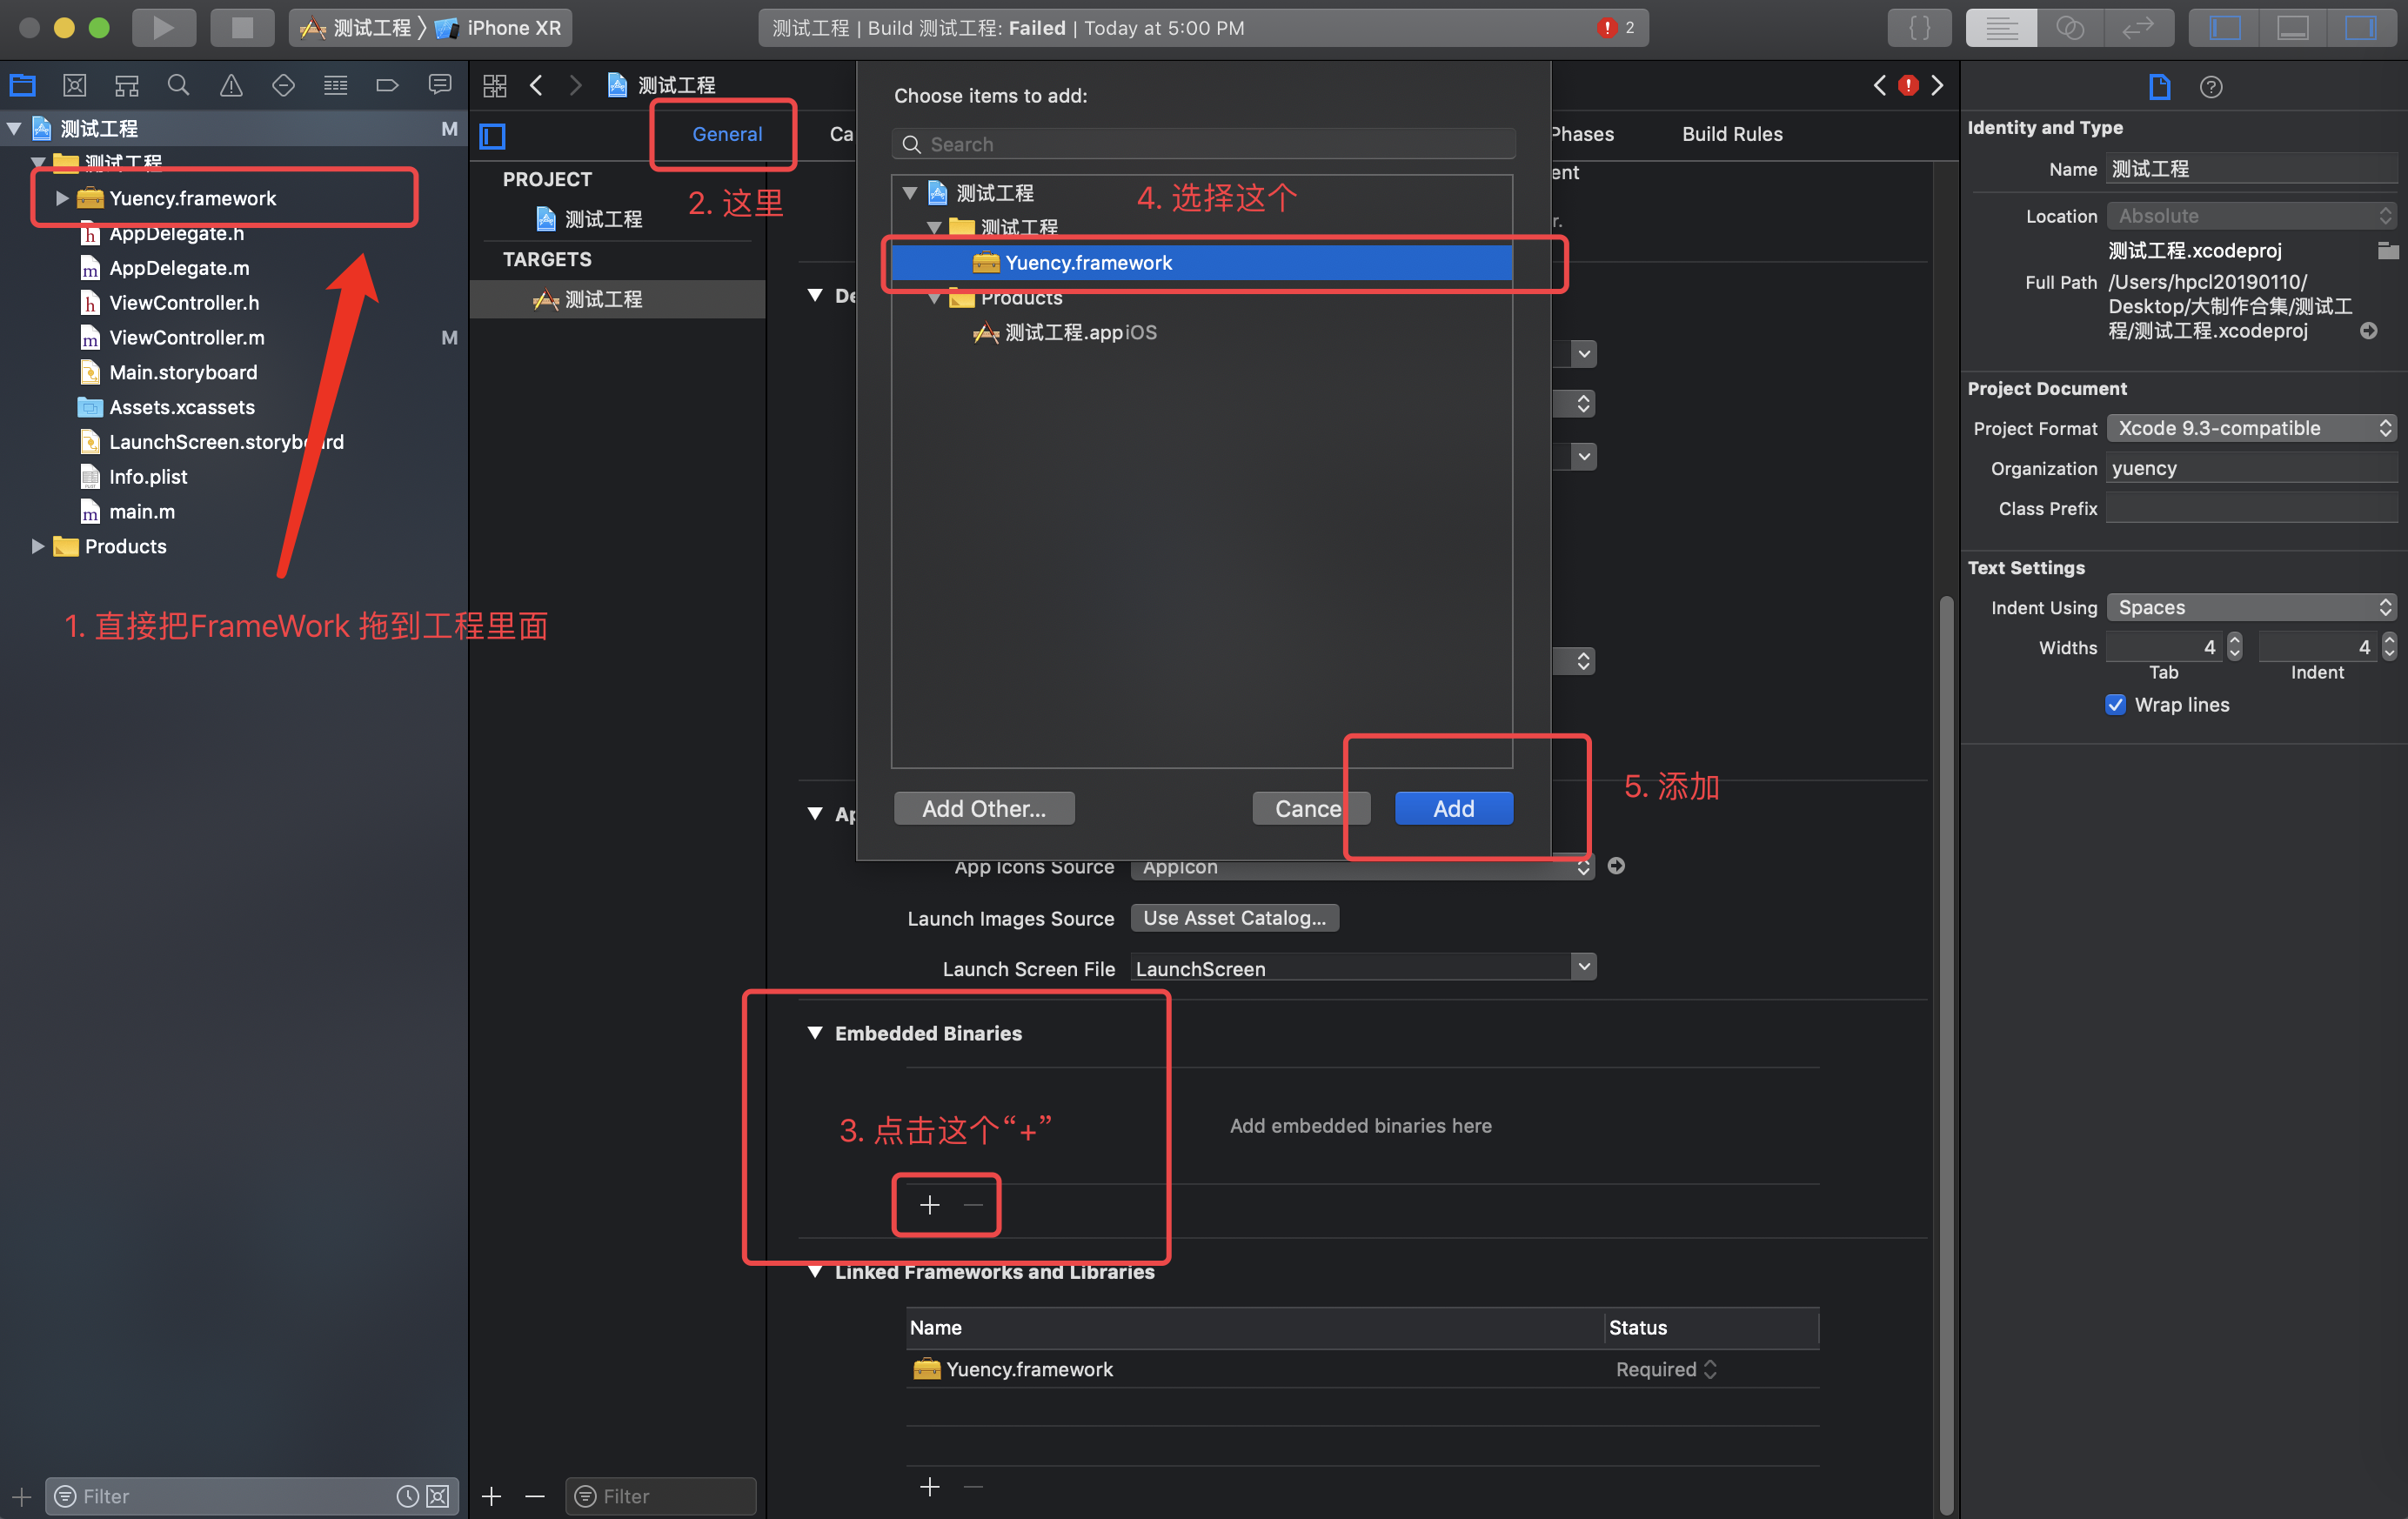 测试工程 〉 iPhone XR
测试工程 | Build 测试工程: Failed | Today at 5:00 PM
2
测试工程
M
测试工程
Yuency.framework
AppDelegate.h
AppDelegate.m
ViewController.h
ViewController.m
M
Main.storyboard
Assets.xcassets
LaunchScreen.storyboard
Info.plist
main.m
Products
1. 直接把FrameWork 拖到工程里面
Filter
测试工程
General
Ca
Phases
Build Rules
2. 这里
PROJECT
测试工程
TARGETS
测试工程
Filter
Choose items to add:
Search
测试工程
4. 选择这个
测试工程
Yuency.framework
Products
测试工程.app iOS
Add Other...
Cance
Add
5. 添加
ent
r.
De
Ap
App Icons Source
AppIcon
Launch Images Source
Use Asset Catalog...
Launch Screen File
LaunchScreen
Embedded Binaries
3. 点击这个“+”
Add embedded binaries here
Linked Frameworks and Libraries
Name
Status
Yuency.framework
Required
Identity and Type
Name
测试工程
Location
Absolute
测试工程.xcodeproj
Full Path
/Users/hpcl20190110/
Desktop/大制作合集/测试工
程/测试工程.xcodeproj
Project Document
Project Format
Xcode 9.3-compatible
Organization
yuency
Class Prefix
Text Settings
Indent Using
Spaces
Widths
4
4
Tab
Indent
Wrap lines